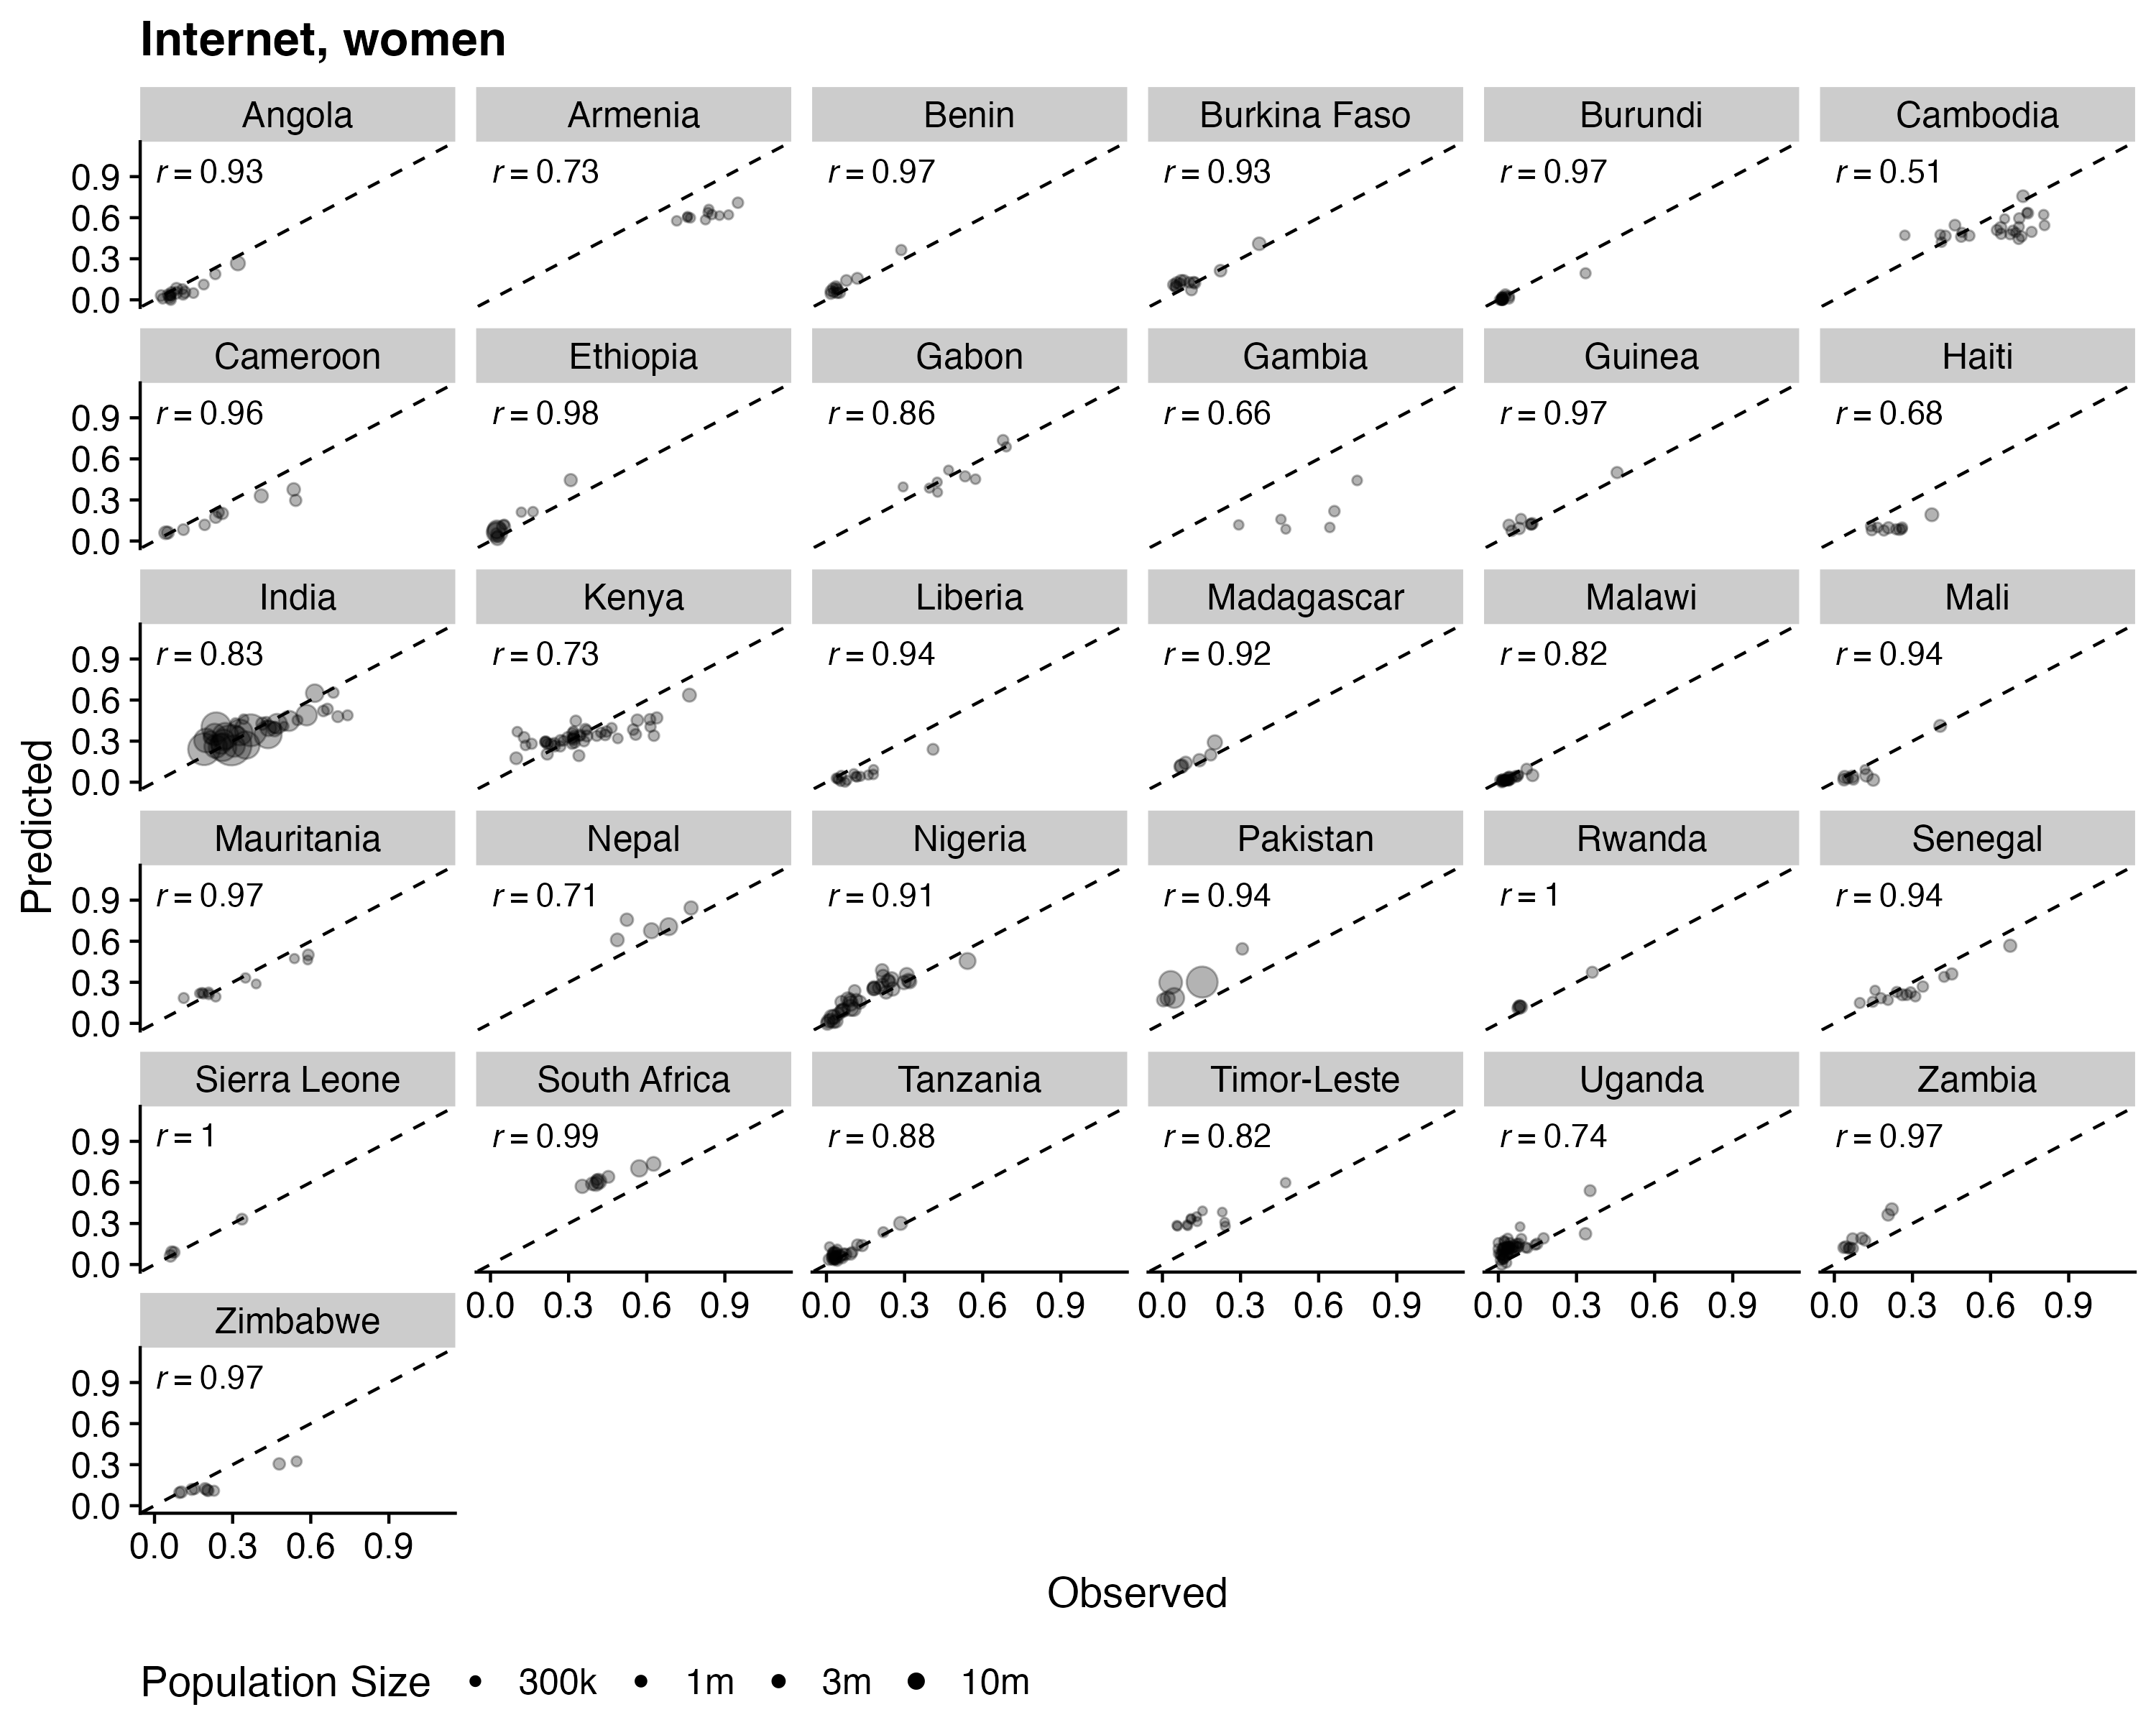 Internet, women
Angola Armenia Benin Burkina Faso Burundi Cambodia
r = 0.93 r = 0.73 r = 0.97 r = 0.93 r = 0.97 r = 0.51
0.9
0.6
0.3
0.0
Cameroon Ethiopia Gabon Gambia Guinea Haiti
r = 0.96 r = 0.98 r = 0.86 r = 0.66 r = 0.97 r = 0.68
0.9
0.6
0.3
0.0
India Kenya Liberia Madagascar Malawi Mali
r = 0.83 r = 0.73 r = 0.94 r = 0.92 r = 0.82 r = 0.94
0.9
0.6
0.3
0.0
Predicted
Mauritania Nepal Nigeria Pakistan Rwanda Senegal
r = 0.97 r = 0.71 r = 0.91 r = 0.94 r = 1 r = 0.94
0.9
0.6
0.3
0.0
Sierra Leone South Africa Tanzania Timor-Leste Uganda Zambia
r = 1 r = 0.99 r = 0.88 r = 0.82 r = 0.74 r = 0.97
0.9
0.6
0.3
0.0
0.0 0.3 0.6 0.9 0.0 0.3 0.6 0.9 0.0 0.3 0.6 0.9 0.0 0.3 0.6 0.9 0.0 0.3 0.6 0.9
Zimbabwe
r = 0.97
0.9
0.6
0.3
0.0
0.0 0.3 0.6 0.9
Observed
Population Size 300k 1m 3m 10m